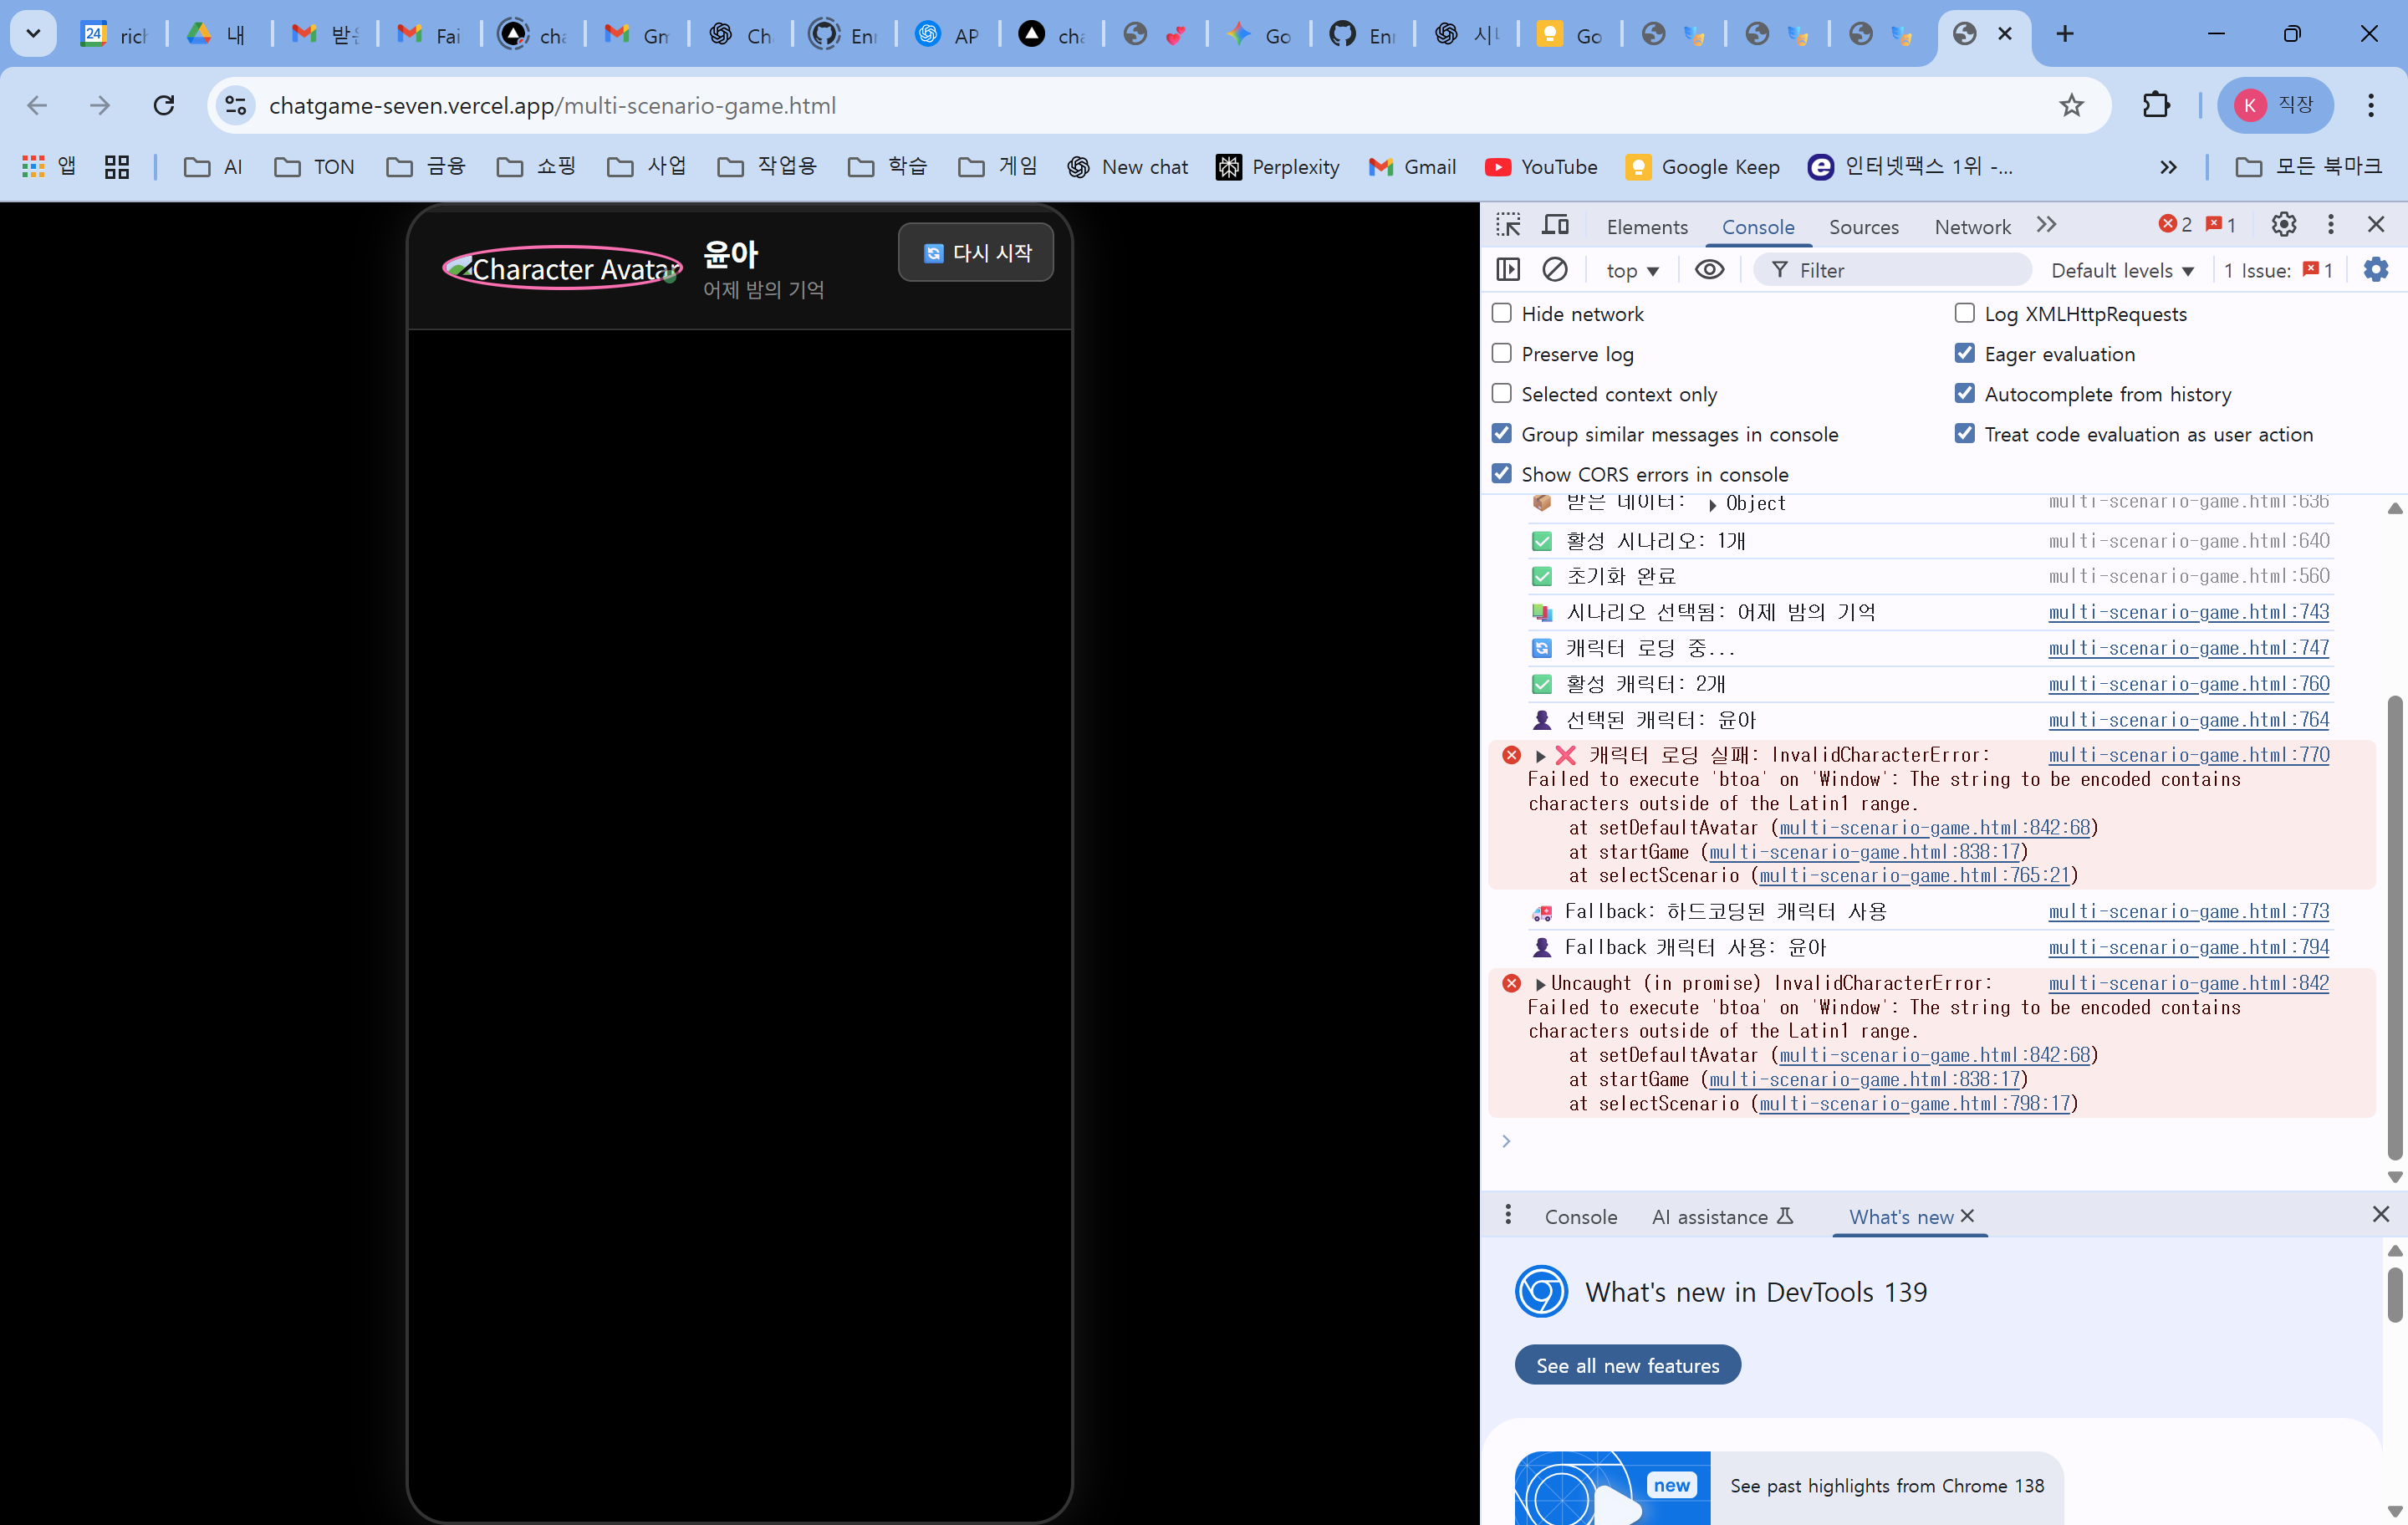 24 rich
내
받은
Fai
cha
Gm
Ch
Enr
AP
cha
Go
Enr
시나
Go
chatgame-seven.vercel.app/multi-scenario-game.html
K 직장
앱
AI
TON
금융
쇼핑
사업
작업용
학습
게임
New chat
Perplexity
Gmail
YouTube
Google Keep
인터넷팩스 1위 -...
모든 북마크
Character Avatar
윤아
어제 밤의 기억
다시 시작
Elements Console Sources Network
2 1
top Filter Default levels 1 Issue: 1
Hide network Log XMLHttpRequests
Preserve log Eager evaluation
Selected context only Autocomplete from history
Group similar messages in console Treat code evaluation as user action
Show CORS errors in console
📦 받은 데이터: ▶ Object multi-scenario-game.html:636
✅ 활성 시나리오: 1개 multi-scenario-game.html:640
✅ 초기화 완료 multi-scenario-game.html:560
📚 시나리오 선택됨: 어제 밤의 기억 multi-scenario-game.html:743
🔄 캐릭터 로딩 중... multi-scenario-game.html:747
✅ 활성 캐릭터: 2개 multi-scenario-game.html:760
👤 선택된 캐릭터: 윤아 multi-scenario-game.html:764
▶❌ 캐릭터 로딩 실패: InvalidCharacterError: multi-scenario-game.html:770
Failed to execute 'btoa' on 'Window': The string to be encoded contains
characters outside of the Latin1 range.
at setDefaultAvatar (multi-scenario-game.html:842:68)
at startGame (multi-scenario-game.html:838:17)
at selectScenario (multi-scenario-game.html:765:21)
🚑 Fallback: 하드코딩된 캐릭터 사용 multi-scenario-game.html:773
👤 Fallback 캐릭터 사용: 윤아 multi-scenario-game.html:794
▶Uncaught (in promise) InvalidCharacterError: multi-scenario-game.html:842
Failed to execute 'btoa' on 'Window': The string to be encoded contains
characters outside of the Latin1 range.
at setDefaultAvatar (multi-scenario-game.html:842:68)
at startGame (multi-scenario-game.html:838:17)
at selectScenario (multi-scenario-game.html:798:17)
Console AI assistance What's new
What's new in DevTools 139
See all new features
new
See past highlights from Chrome 138